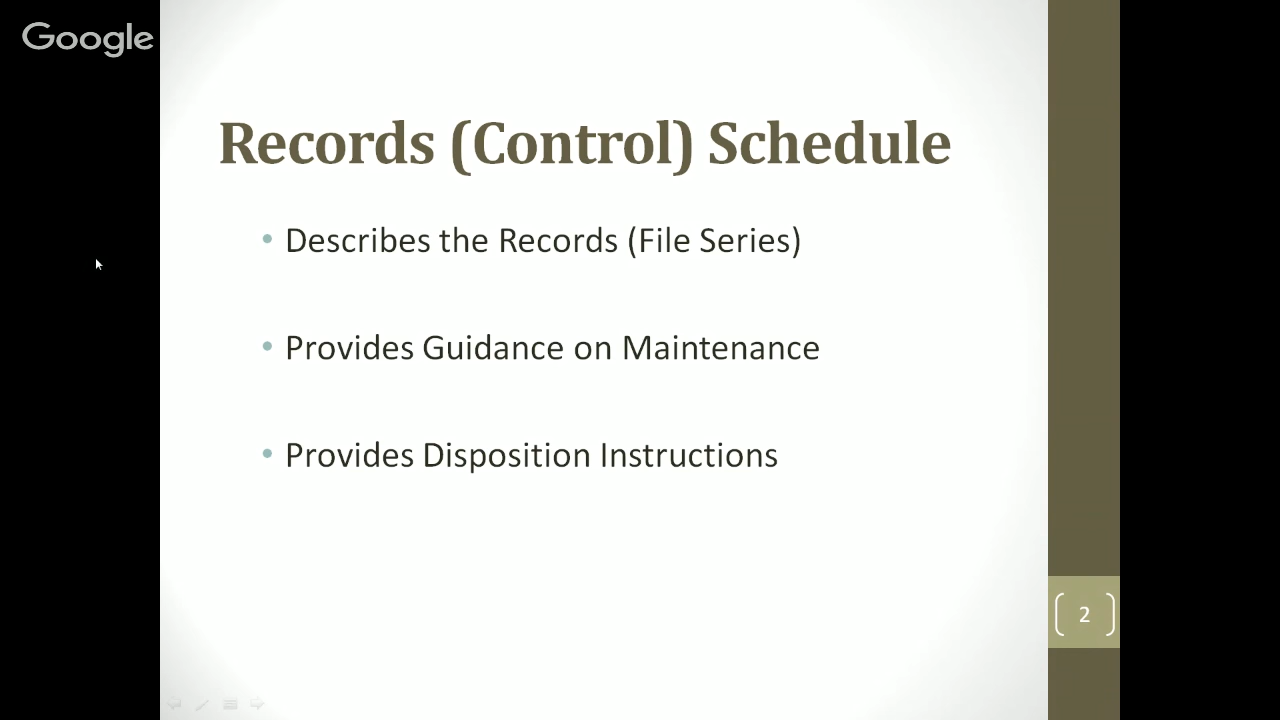 Google
Records (Control) Schedule
• Describes the Records (File Series)
• Provides Guidance on Maintenance
• Provides Disposition Instructions
2